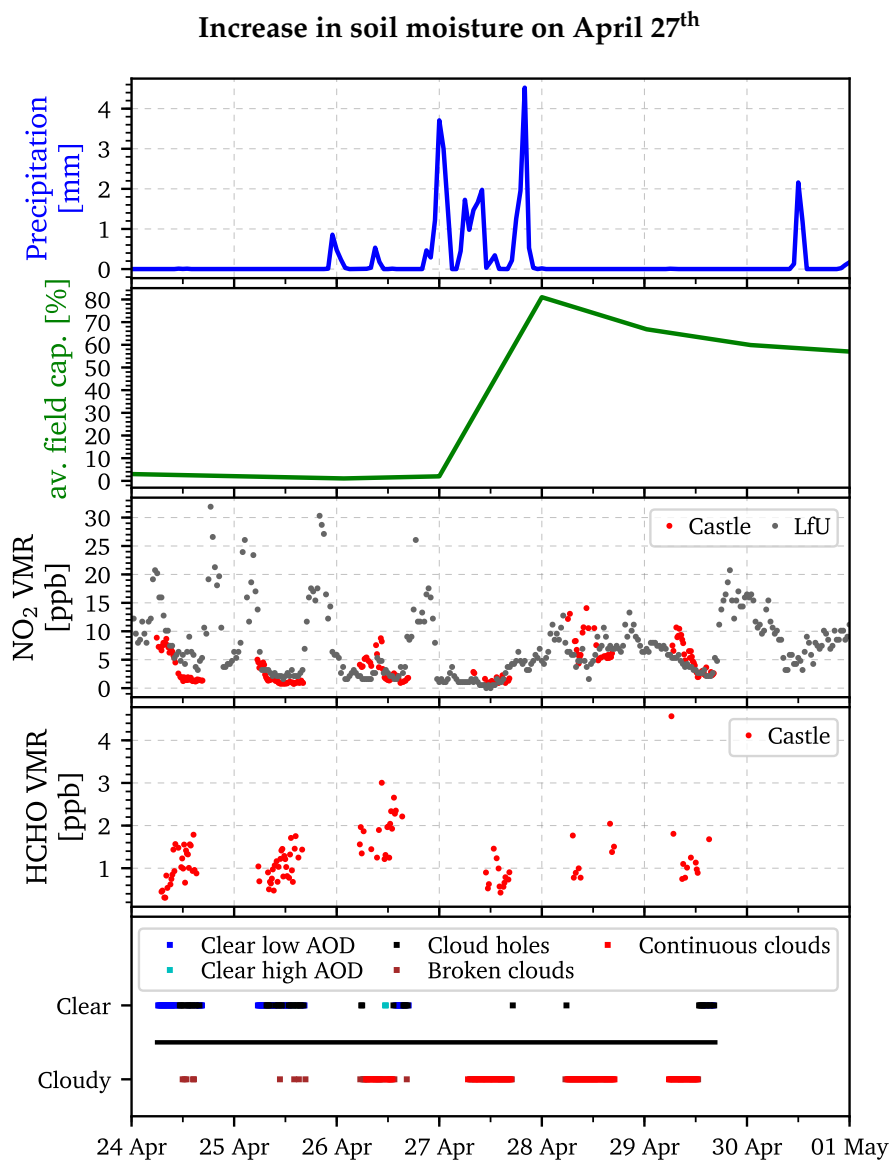 Increase in soil moisture on April 27th
Precipitation
[mm]
4
3
2
1
0
av. field cap. [%]
80
70
60
50
40
30
20
10
0
NO2 VMR
[ppb]
30
25
20
15
10
5
0
Castle LfU
HCHO VMR
[ppb]
4
3
2
1
Castle
Clear low AOD Cloud holes Continuous clouds
Clear high AOD Broken clouds
Clear
Cloudy
24 Apr 25 Apr 26 Apr 27 Apr 28 Apr 29 Apr 30 Apr 01 May